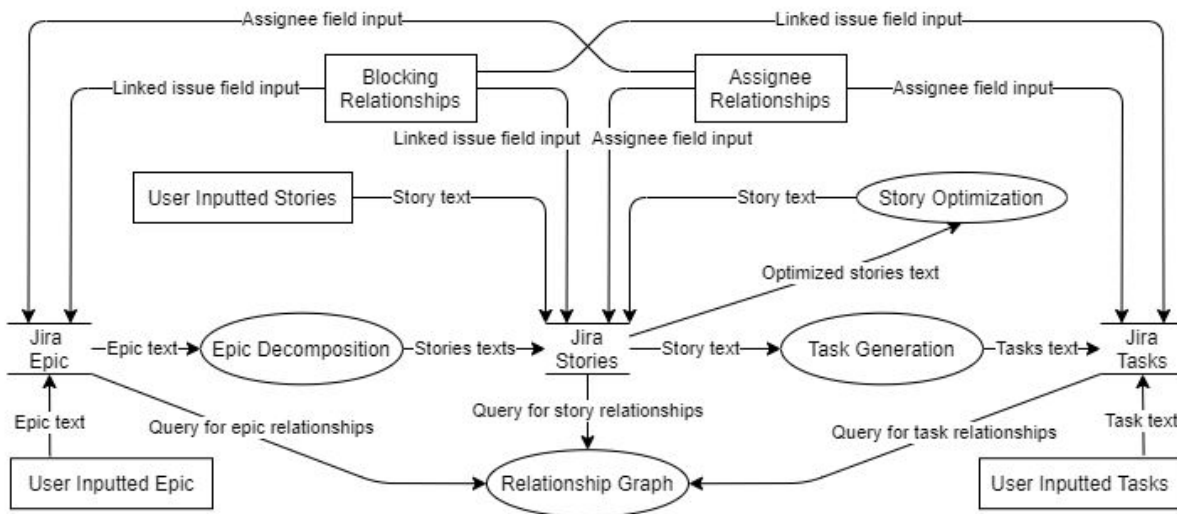 Assignee field input
Linked issue field input
Blocking
Relationships
Assignee
Relationships
Linked issue field input
Assignee field input
Linked issue field input
Assignee field input
User Inputted Stories
Story text
Story text
Story Optimization
Optimized stories text
Jira
Epic
Epic text
Epic Decomposition
Stories texts
Jira
Stories
Story text
Task Generation
Tasks text
Jira
Tasks
Epic text
Query for epic relationships
Query for story relationships
Query for task relationships
Task text
User Inputted Epic
Relationship Graph
User Inputted Tasks